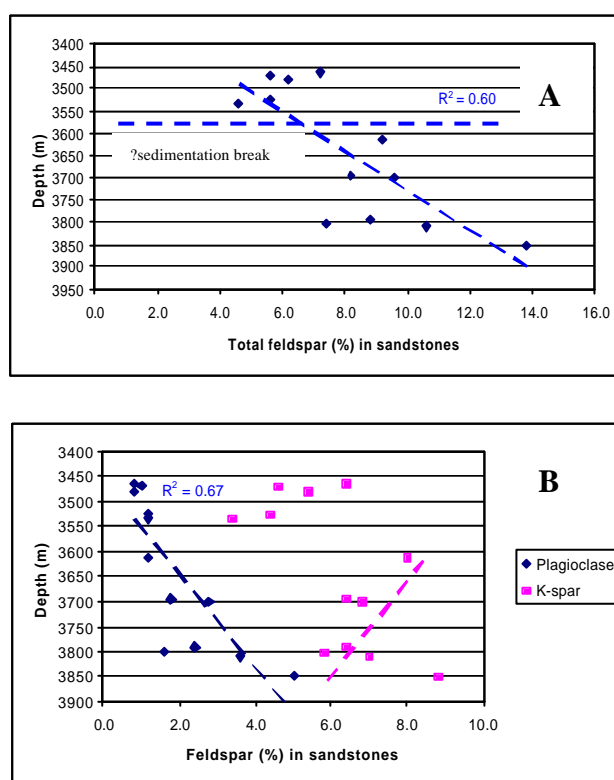 3400
3450
3500
3550
3600
3650
3700
3750
3800
3850
3900
3950
Depth (m)
R² = 0.60
A
?sedimentation break
0.0 2.0 4.0 6.0 8.0 10.0 12.0 14.0 16.0
Total feldspar (%) in sandstones
3400
3450
3500
3550
3600
3650
3700
3750
3800
3850
3900
Depth (m)
R² = 0.67
B
Plagioclase
K-spar
0.0 2.0 4.0 6.0 8.0 10.0
Feldspar (%) in sandstones